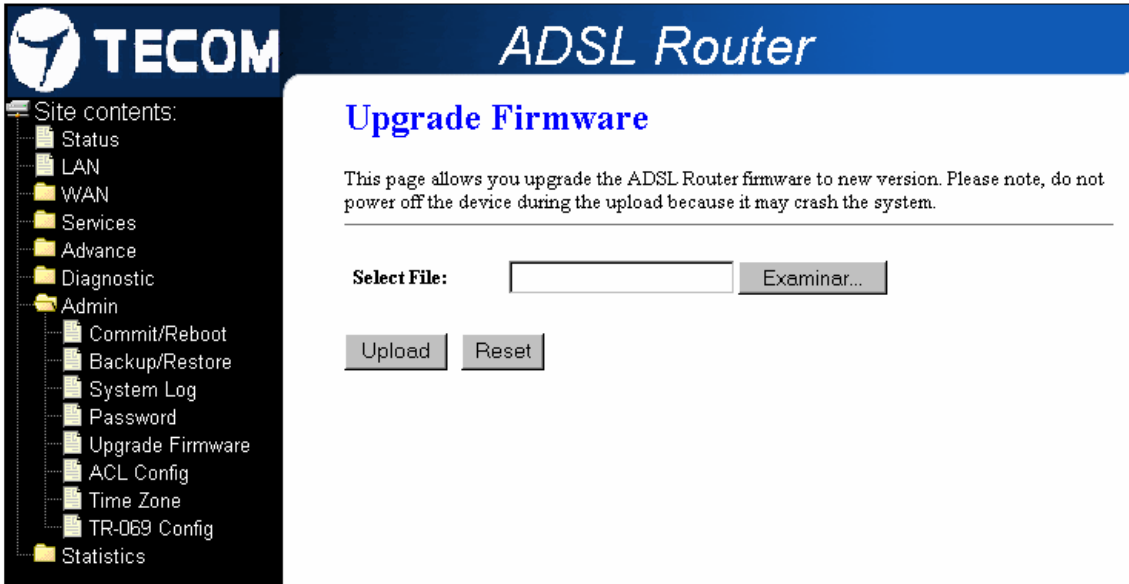 TECOM
ADSL Router
Site contents:
Status
LAN
WAN
Services
Advance
Diagnostic
Admin
Commit/Reboot
Backup/Restore
System Log
Password
Upgrade Firmware
ACL Config
Time Zone
TR-069 Config
Statistics
Upgrade Firmware
This page allows you upgrade the ADSL Router firmware to new version. Please note, do not
power off the device during the upload because it may crash the system.
Select File: Examinar...
Upload Reset